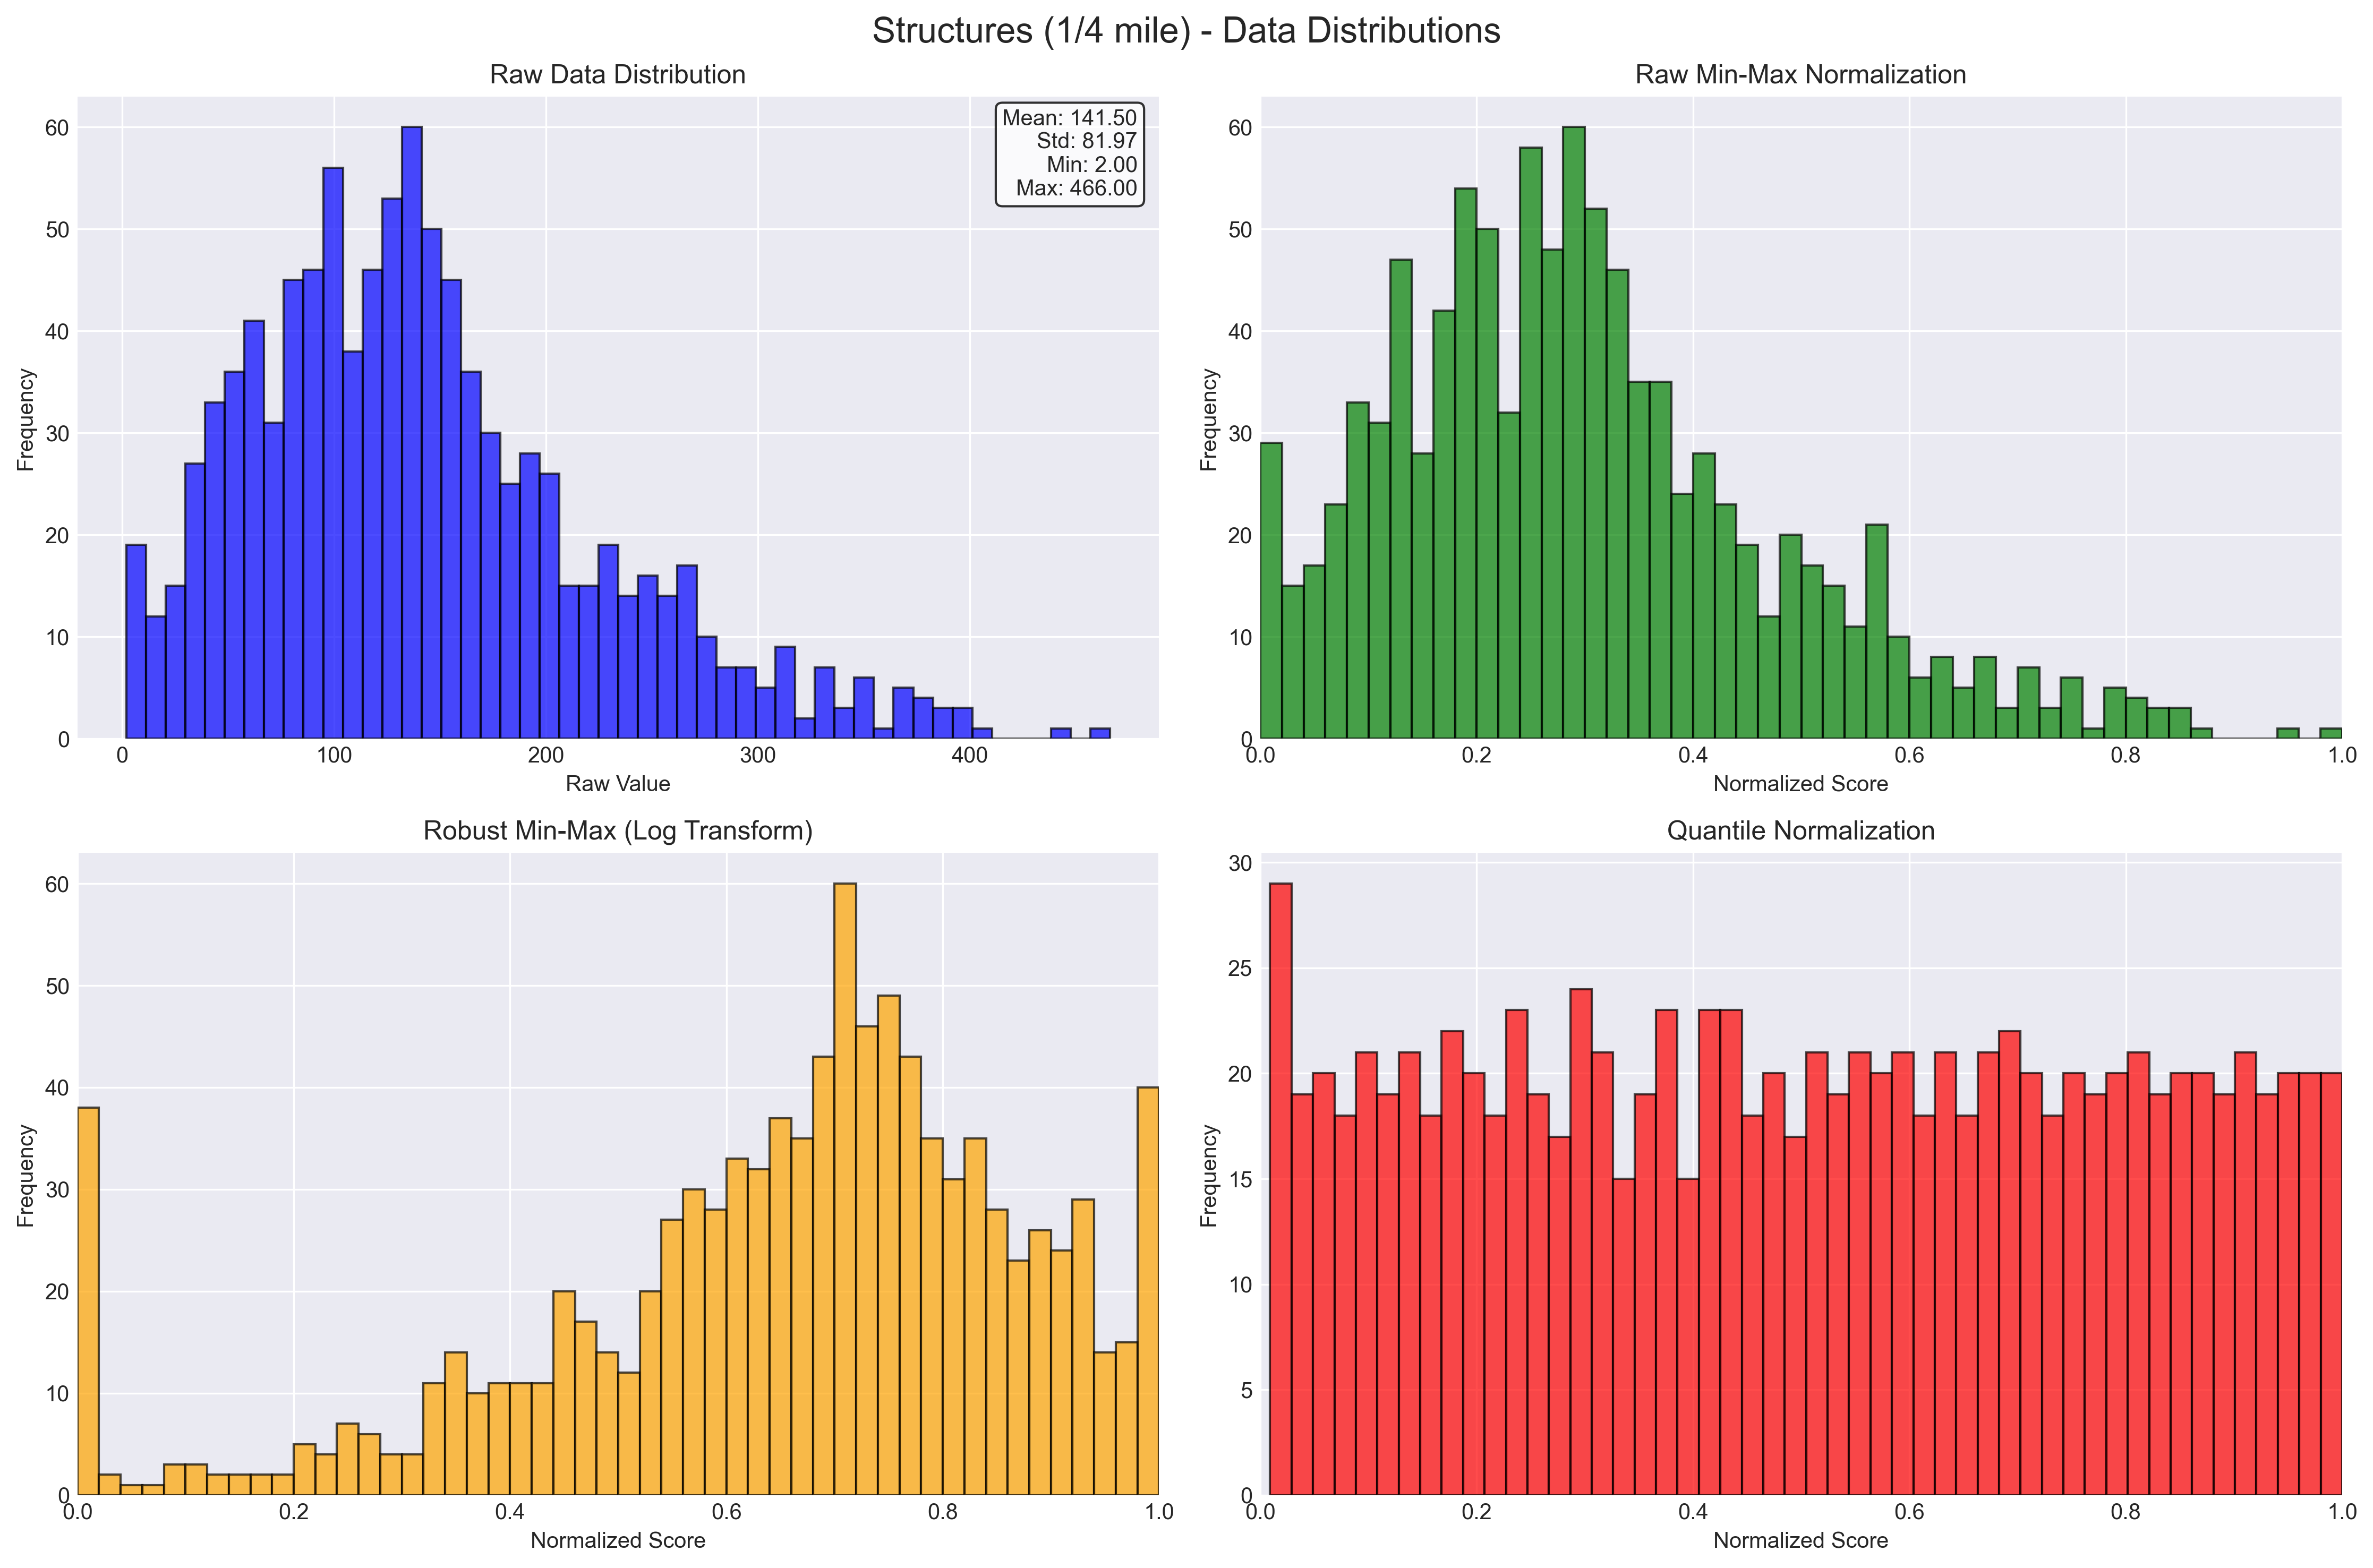 Structures (1/4 mile) - Data Distributions
Raw Data Distribution
Mean: 141.50
Std: 81.97
Min: 2.00
Max: 466.00
60
50
40
30
20
10
0
Frequency
0 100 200 300 400
Raw Value
Raw Min-Max Normalization
60
50
40
30
20
10
0
Frequency
0.0 0.2 0.4 0.6 0.8 1.0
Normalized Score
Robust Min-Max (Log Transform)
60
50
40
30
20
10
0
Frequency
0.0 0.2 0.4 0.6 0.8 1.0
Normalized Score
Quantile Normalization
30
25
20
15
10
5
0
Frequency
0.0 0.2 0.4 0.6 0.8 1.0
Normalized Score